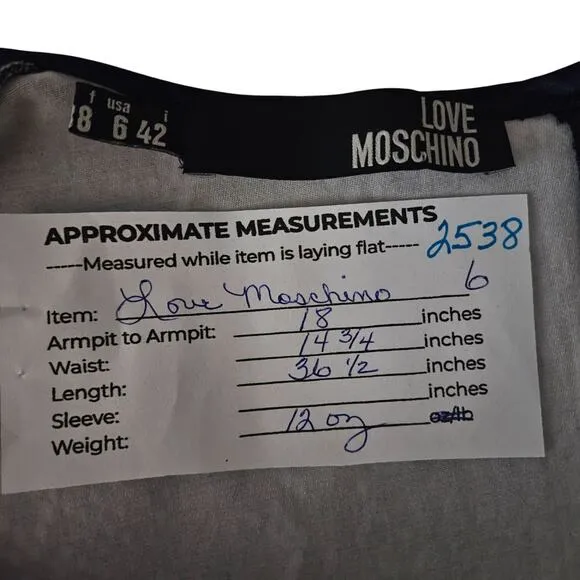 f usa i
8 6 42
LOVE
MOSCHINO
APPROXIMATE MEASUREMENTS
-----Measured while item is laying flat-----
2538
Item: Love Moschino 6
Armpit to Armpit: 18 inches
Waist: 14 3/4 inches
Length: 36 1/2 inches
Sleeve: inches
Weight: 12 oz oz/lb